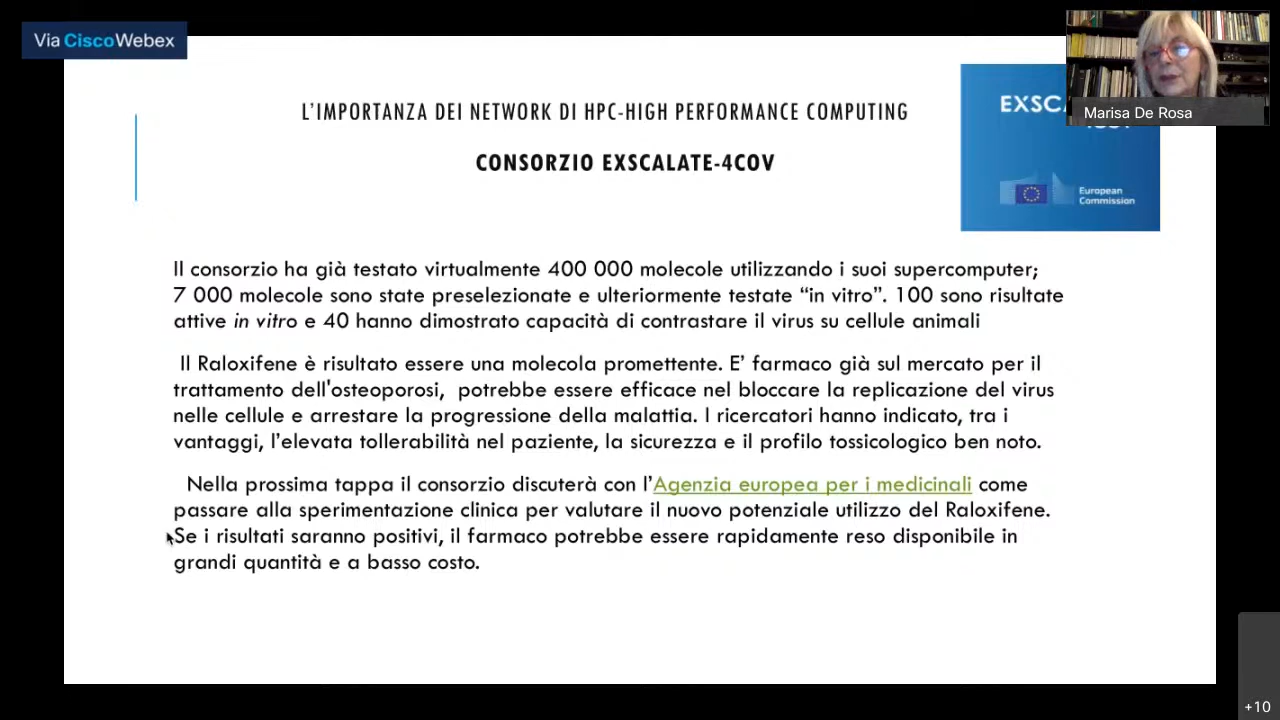 Via CiscoWebex
Marisa De Rosa
L'IMPORTANZA DEI NETWORK DI HPC-HIGH PERFORMANCE COMPUTING
CONSORZIO EXSCALATE-4COV
European
Commission
Il consorzio ha già testato virtualmente 400 000 molecole utilizzando i suoi supercomputer;
7 000 molecole sono state preselezionate e ulteriormente testate “in vitro”. 100 sono risultate
attive in vitro e 40 hanno dimostrato capacità di contrastare il virus su cellule animali
Il Raloxifene è risultato essere una molecola promettente. E’ farmaco già sul mercato per il
trattamento dell'osteoporosi, potrebbe essere efficace nel bloccare la replicazione del virus
nelle cellule e arrestare la progressione della malattia. I ricercatori hanno indicato, tra i
vantaggi, l’elevata tollerabilità nel paziente, la sicurezza e il profilo tossicologico ben noto.
Nella prossima tappa il consorzio discuterà con l’Agenzia europea per i medicinali come
passare alla sperimentazione clinica per valutare il nuovo potenziale utilizzo del Raloxifene.
Se i risultati saranno positivi, il farmaco potrebbe essere rapidamente reso disponibile in
grandi quantità e a basso costo.
+10